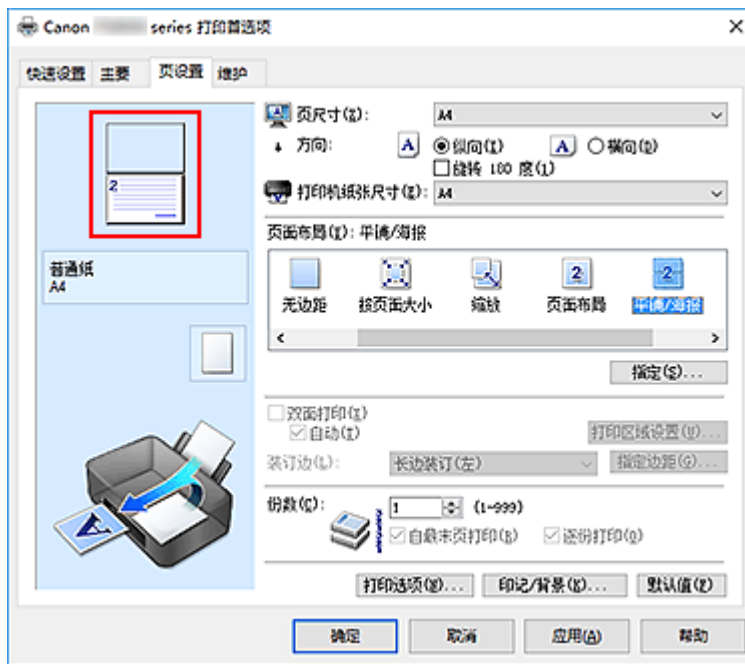 Canon series 打印首选项
快速设置 主要 页设置 维护
2
普通纸
A4
页尺寸(Z): A4
方向: A 纵向(T) A 横向(D)
旋转 180 度(1)
打印机纸张尺寸(E): A4
页面布局(Y): 平铺/海报
2 2
无边距 按页面大小 缩放 页面布局 平铺/海报
指定(S)...
双面打印(X)
自动(T) 打印区域设置(U)...
装订边(L): 长边装订(左) 指定边距(G)...
份数(C): 1 (1-999)
自最末页打印(R) 逐份打印(O)
打印选项(N)... 印记/背景(K)... 默认值(F)
确定 取消 应用(A) 帮助